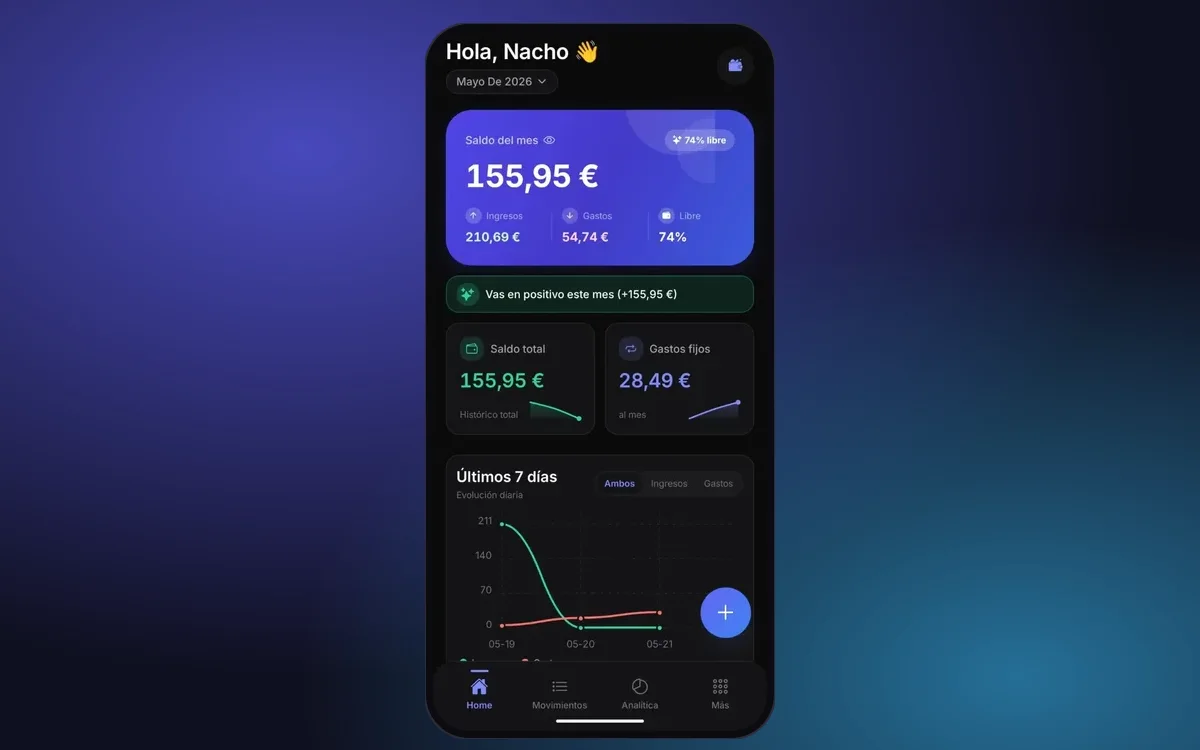 Hola, Nacho 👋
Mayo De 2026
Saldo del mes
74% libre
155,95 €
Ingresos
210,69 €
Gastos
54,74 €
Libre
74%
Vas en positivo este mes (+155,95 €)
Saldo total
155,95 €
Histórico total
Gastos fijos
28,49 €
al mes
Últimos 7 días
Evolución diaria
Ambos Ingresos Gastos
211
140
70
0
05-19 05-20 05-21
Home Movimientos Analítica Más